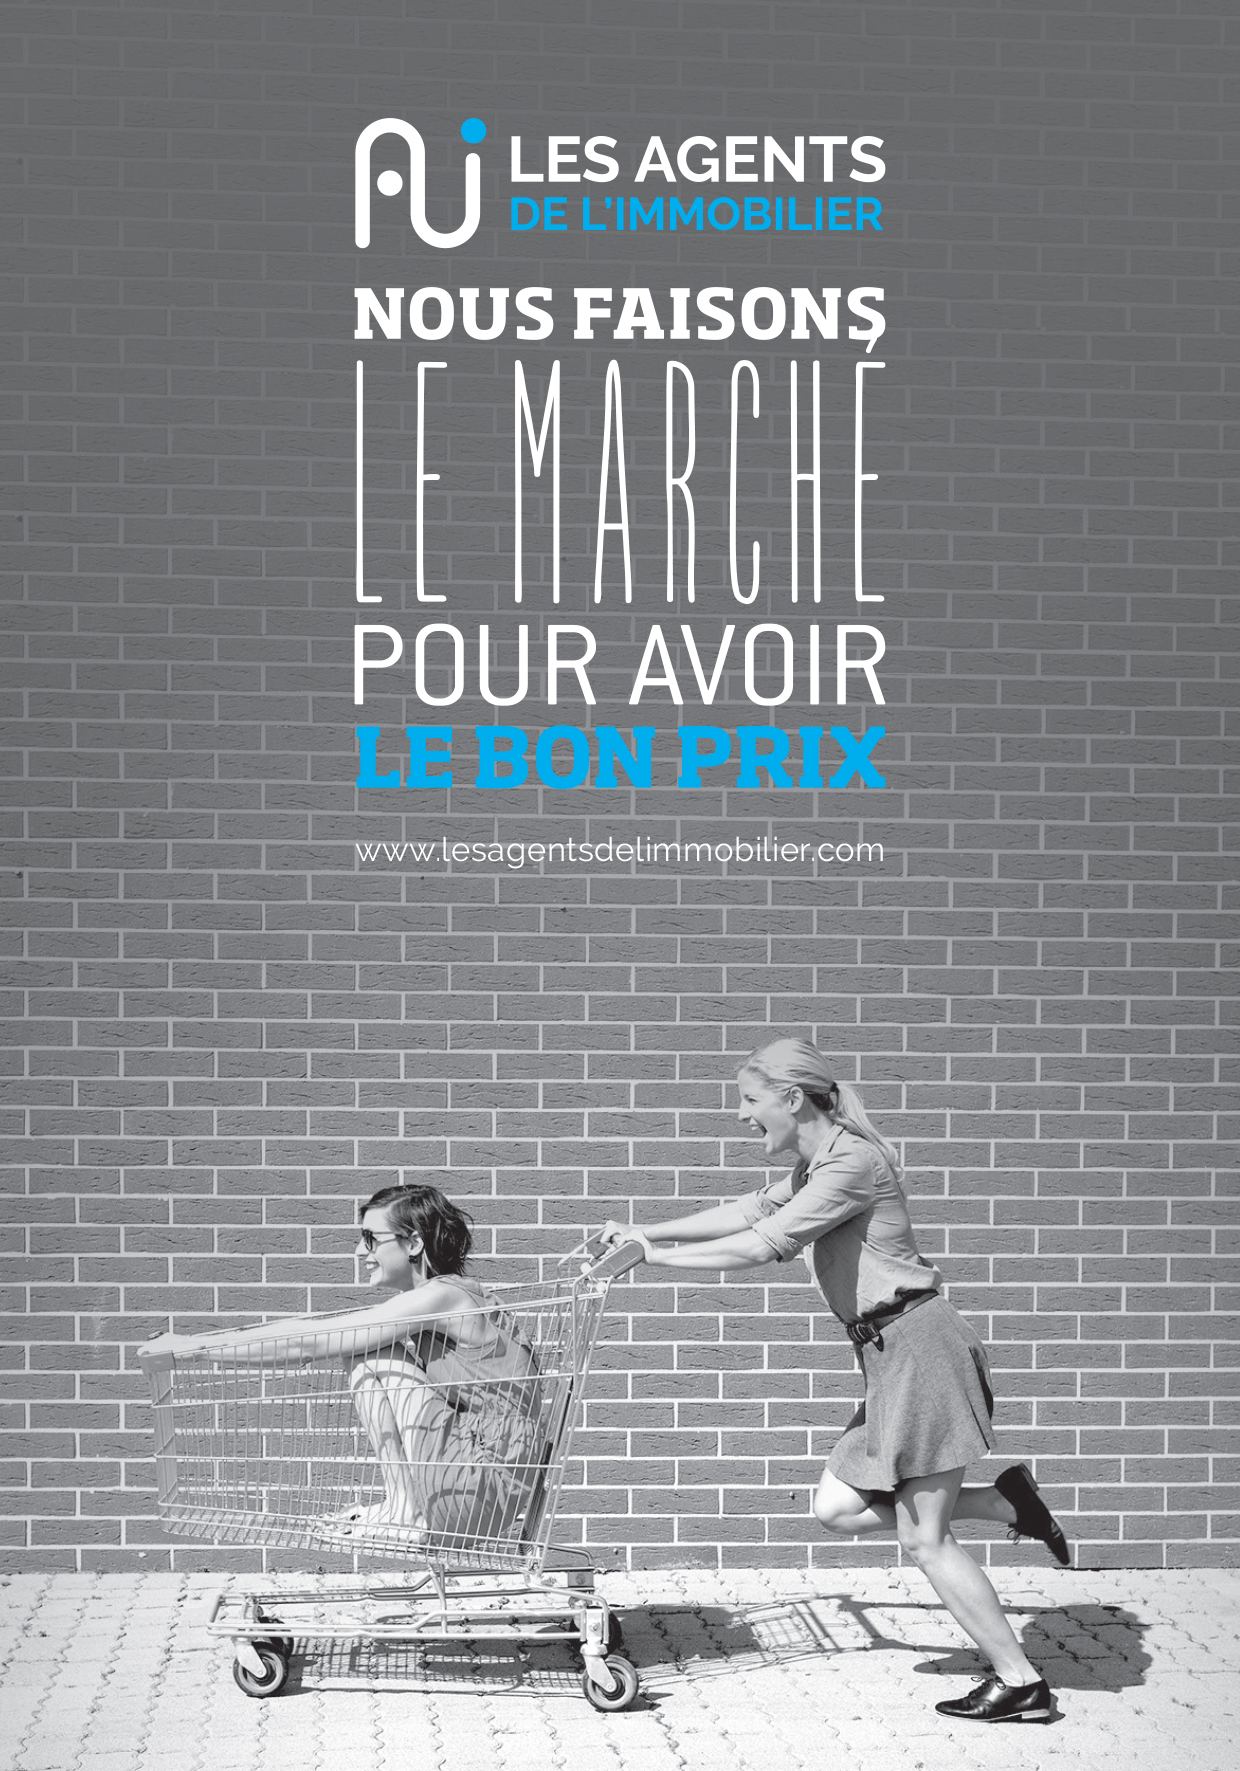 LES AGENTS
DE L'IMMOBILIER
NOUS FAISONS
LE MARCHÉ
POUR AVOIR
LE BON PRIX
www.lesagentsdelimmobilier.com